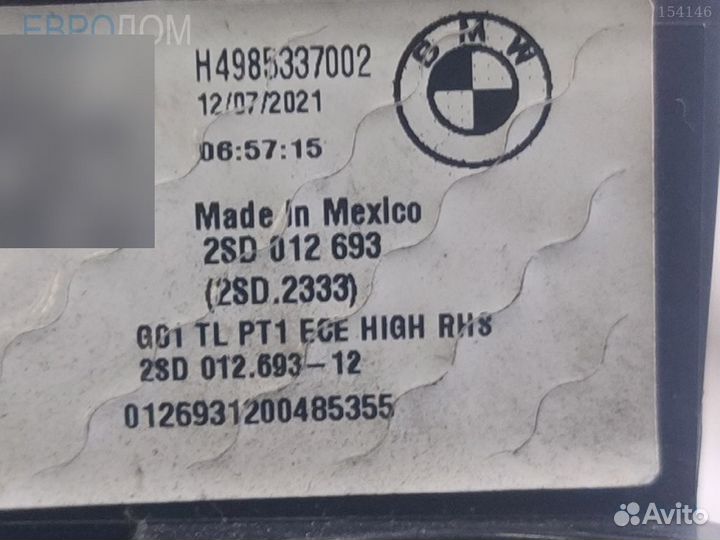 ЕВРОДОМ
154146
H4985337002
12/07/2021
06:57:15
BMW
Made in Mexico
2SD 012 693
(2SD.2333)
G01 TL PT1 ECE HIGH RHS
2SD 012.693-12
0126931200485355
Avito